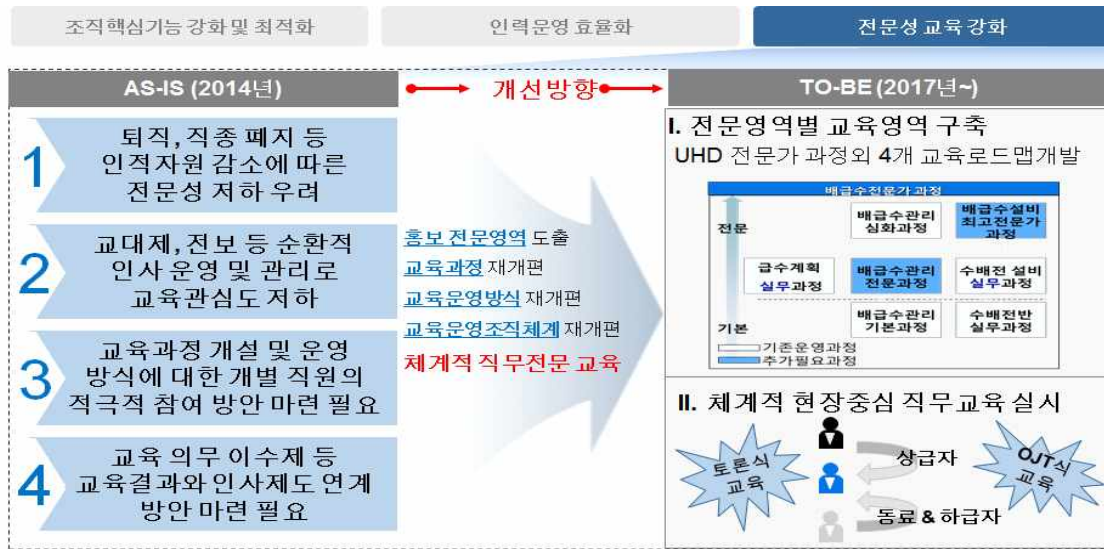 조직핵심기능 강화 및 최적화
인력운영 효율화
전문성 교육 강화
AS-IS (2014년)
개선방향
TO-BE (2017년~)
1
퇴직, 직종 폐지 등
인적자원 감소에 따른
전문성 저하 우려
2
교대제, 전보 등 순환적
인사 운영 및 관리로
교육관심도 저하
3
교육과정 개설 및 운영
방식에 대한 개별 직원의
적극적 참여 방안 마련 필요
4
교육 의무 이수제 등
교육결과와 인사제도 연계
방안 마련 필요
홍보 전문영역 도출
교육과정 재개편
교육운영방식 재개편
교육운영조직체계 재개편
체계적 직무전문 교육
I. 전문영역별 교육영역 구축
UHD 전문가 과정외 4개 교육로드맵개발
배급수전문가 과정
전문
배급수관리
심화과정
배급수설비
최고전문가
과정
급수계획
실무과정
배급수관리
전문과정
수배전 설비
실무과정
기본
배급수관리
기본과정
수배전반
실무과정
기존운영과정
추가필요과정
II. 체계적 현장중심 직무교육 실시
토론식
교육
상급자
동료 & 하급자
OJT식
교육